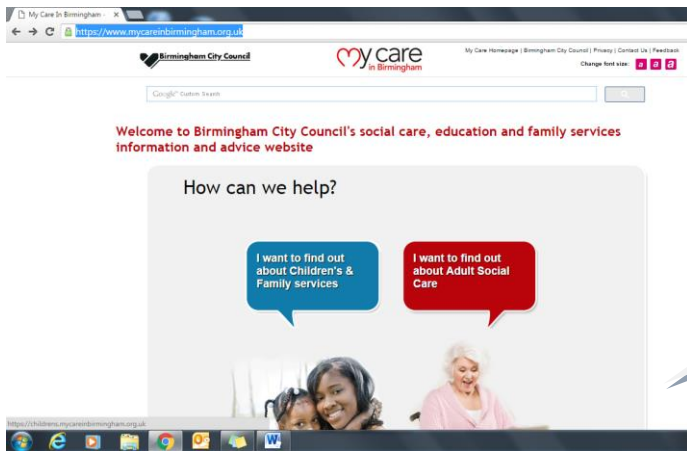 My Care In Birmingham -
https://www.mycareinbirmingham.org.uk
Birmingham City Council
my care
in Birmingham
My Care Homepage | Birmingham City Council | Privacy | Contact Us | Feedback
Change font size: a a a
Google™ Custom Search
Welcome to Birmingham City Council's social care, education and family services
information and advice website
How can we help?
I want to find out
about Children's &
Family services
I want to find out
about Adult Social
Care
https://childrens.mycareinbirmingham.org.uk